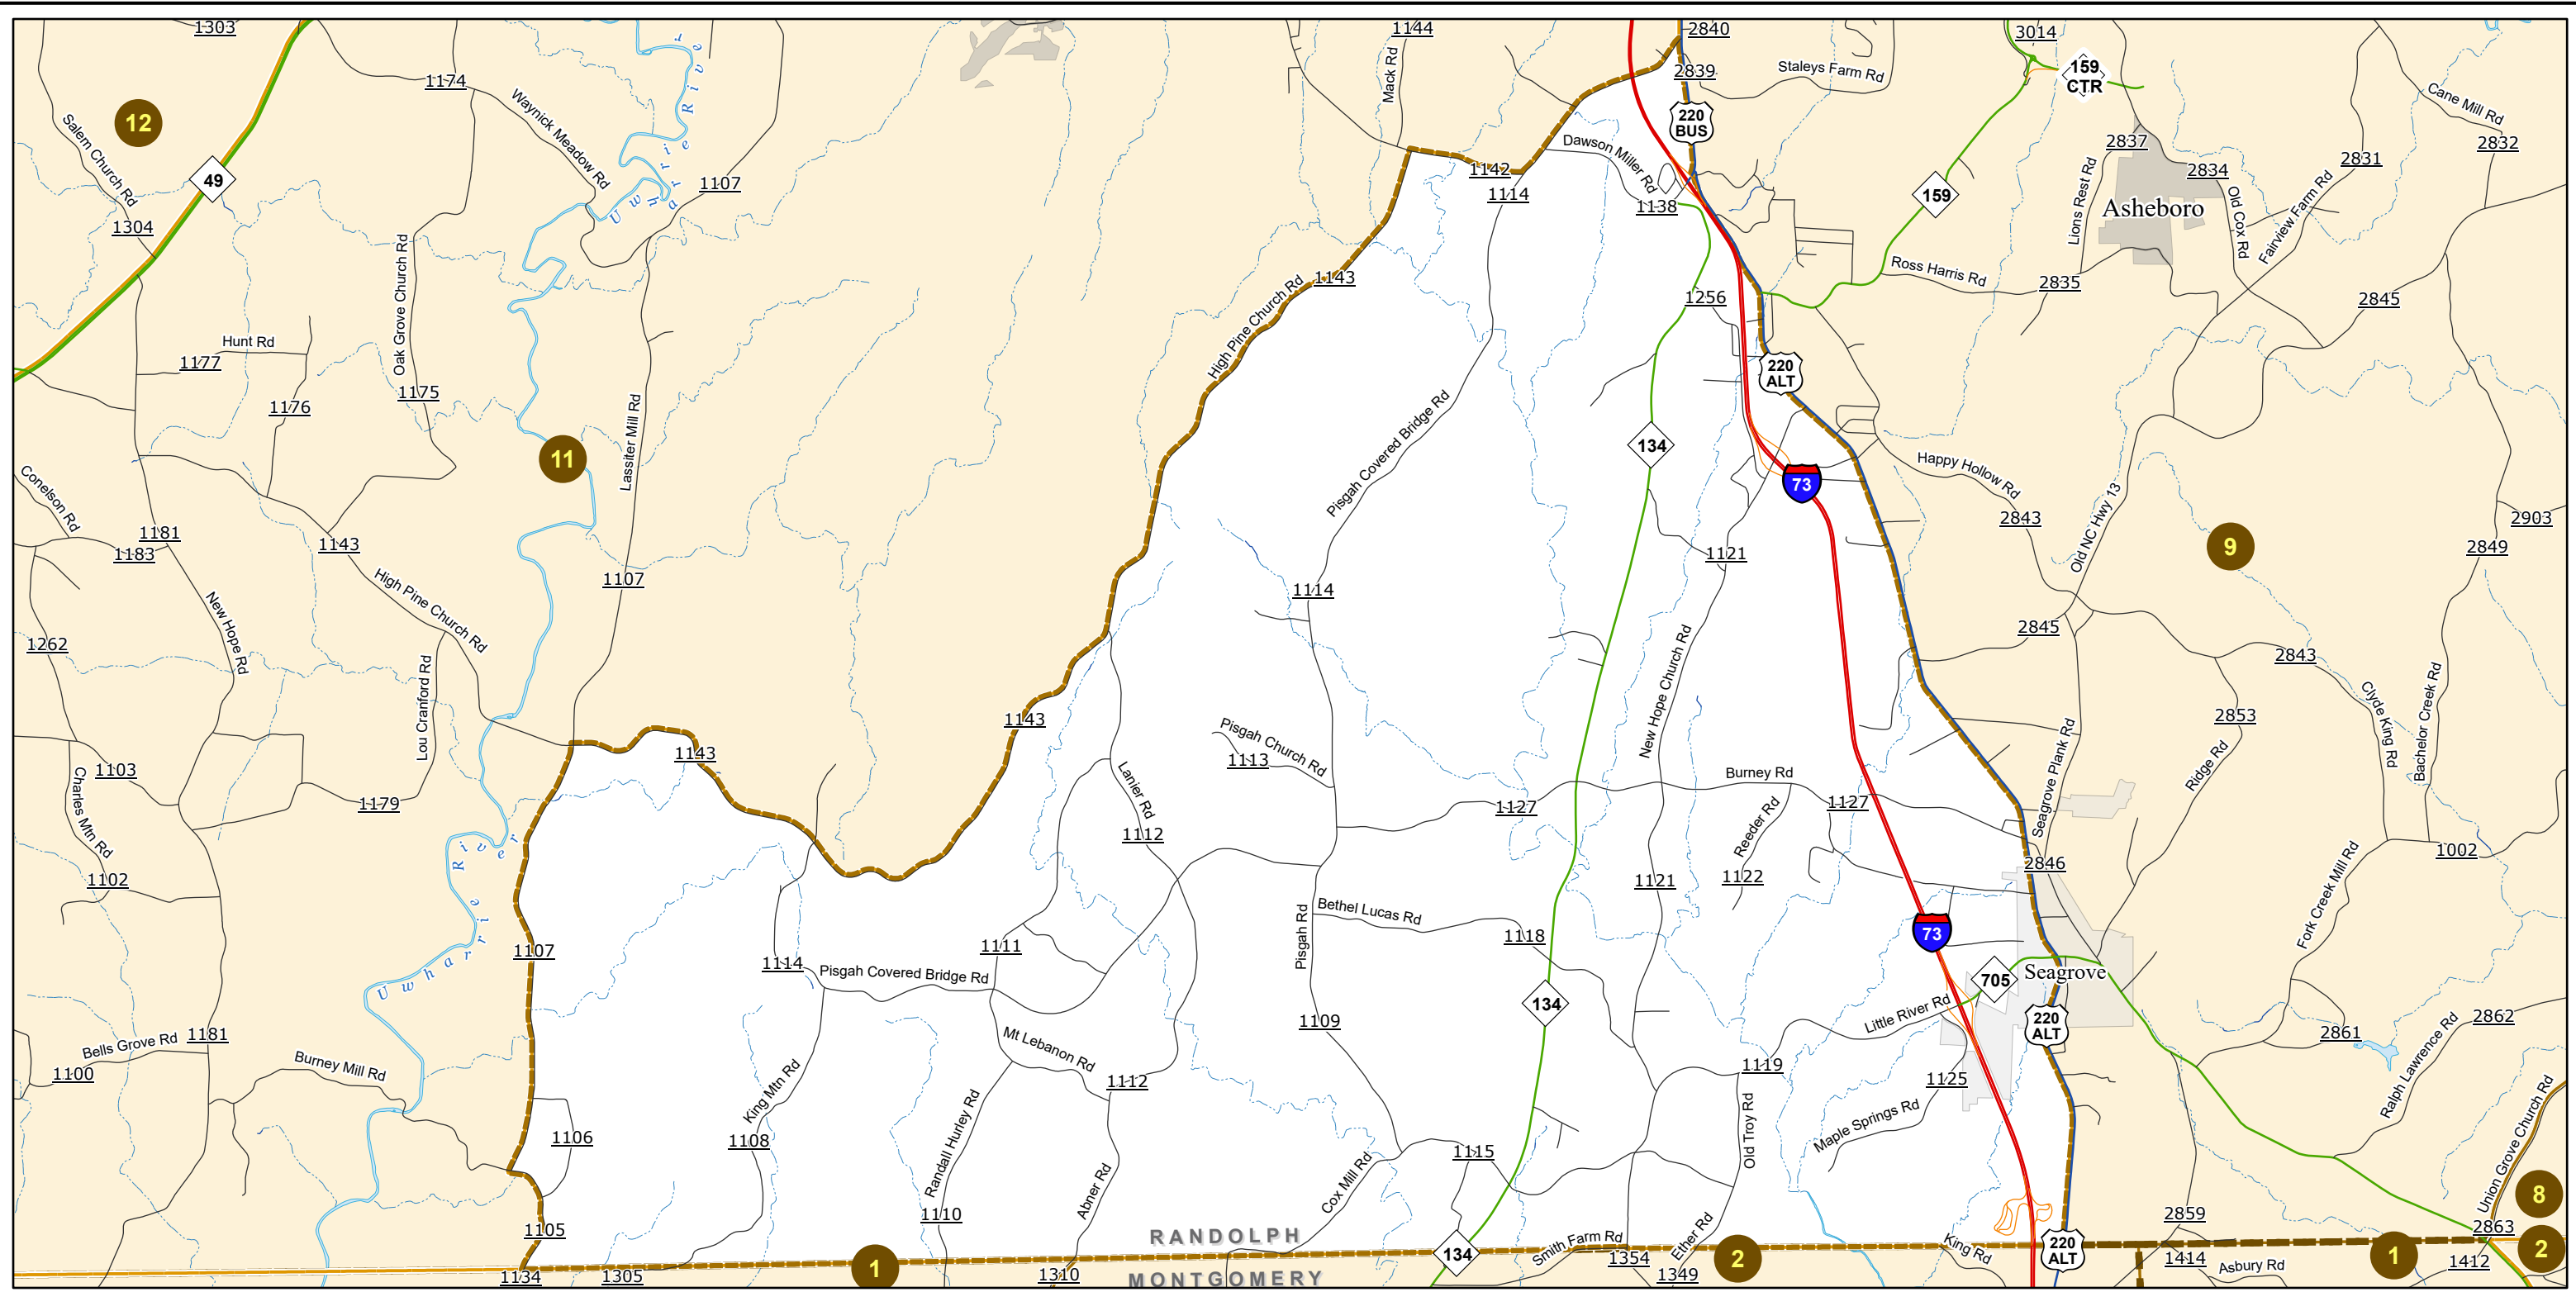 1303
1144
2840
3014
1174
Mack Rd
2839
Staleys Farm Rd
159
CTR
Cane Mill Rd
12
Salem Church Rd
Waynick Meadow Rd
Uwharrie River
220
BUS
2837
2832
49
1107
1142
Dawson Miller Rd
1114
1138
159
Lions Rest Rd
2834
2831
Asheboro
Old Cox Rd
Fairview Farm Rd
1304
Oak Grove Church Rd
High Pine Church Rd
1143
1256
Ross Harris Rd
2835
2845
Hunt Rd
1177
1175
1176
220
ALT
Lassiter Mill Rd
Pisgah Covered Bridge Rd
134
11
Conelson Rd
73
Happy Hollow Rd
Old NC Hwy 13
2843
2903
9
2849
1181
1183
1143
1121
1107
1114
High Pine Church Rd
New Hope Rd
1262
Lou Cranford Rd
New Hope Church Rd
2845
2843
Clyde King Rd
Bachelor Creek Rd
2853
Ridge Rd
1143
1143
Pisgah Church Rd
1113
Seagrove Plank Rd
1103
Charles Mtn Rd
1179
Lanier Rd
1112
Burney Rd
1127
1127
Reeder Rd
1122
2846
1002
Uwharrie River
1102
1121
Pisgah Rd
Bethel Lucas Rd
1118
Fork Creek Mill Rd
73
1107
1111
1114
Pisgah Covered Bridge Rd
705
Seagrove
134
Little River Rd
220
ALT
1109
2862
2861
Ralph Lawrence Rd
1181
Bells Grove Rd
1100
Burney Mill Rd
Mt Lebanon Rd
1112
King Mtn Rd
1119
1125
Maple Springs Rd
Old Troy Rd
1106
1108
Randall Hurley Rd
1115
Cox Mill Rd
Abner Rd
Union Grove Church Rd
8
1110
1105
RANDOLPH
MONTGOMERY
134
Smith Farm Rd
1354
Ether Rd
1349
2
King Rd
220
ALT
2859
1414
Asbury Rd
2863
1
1412
2
1134
1305
1
1310